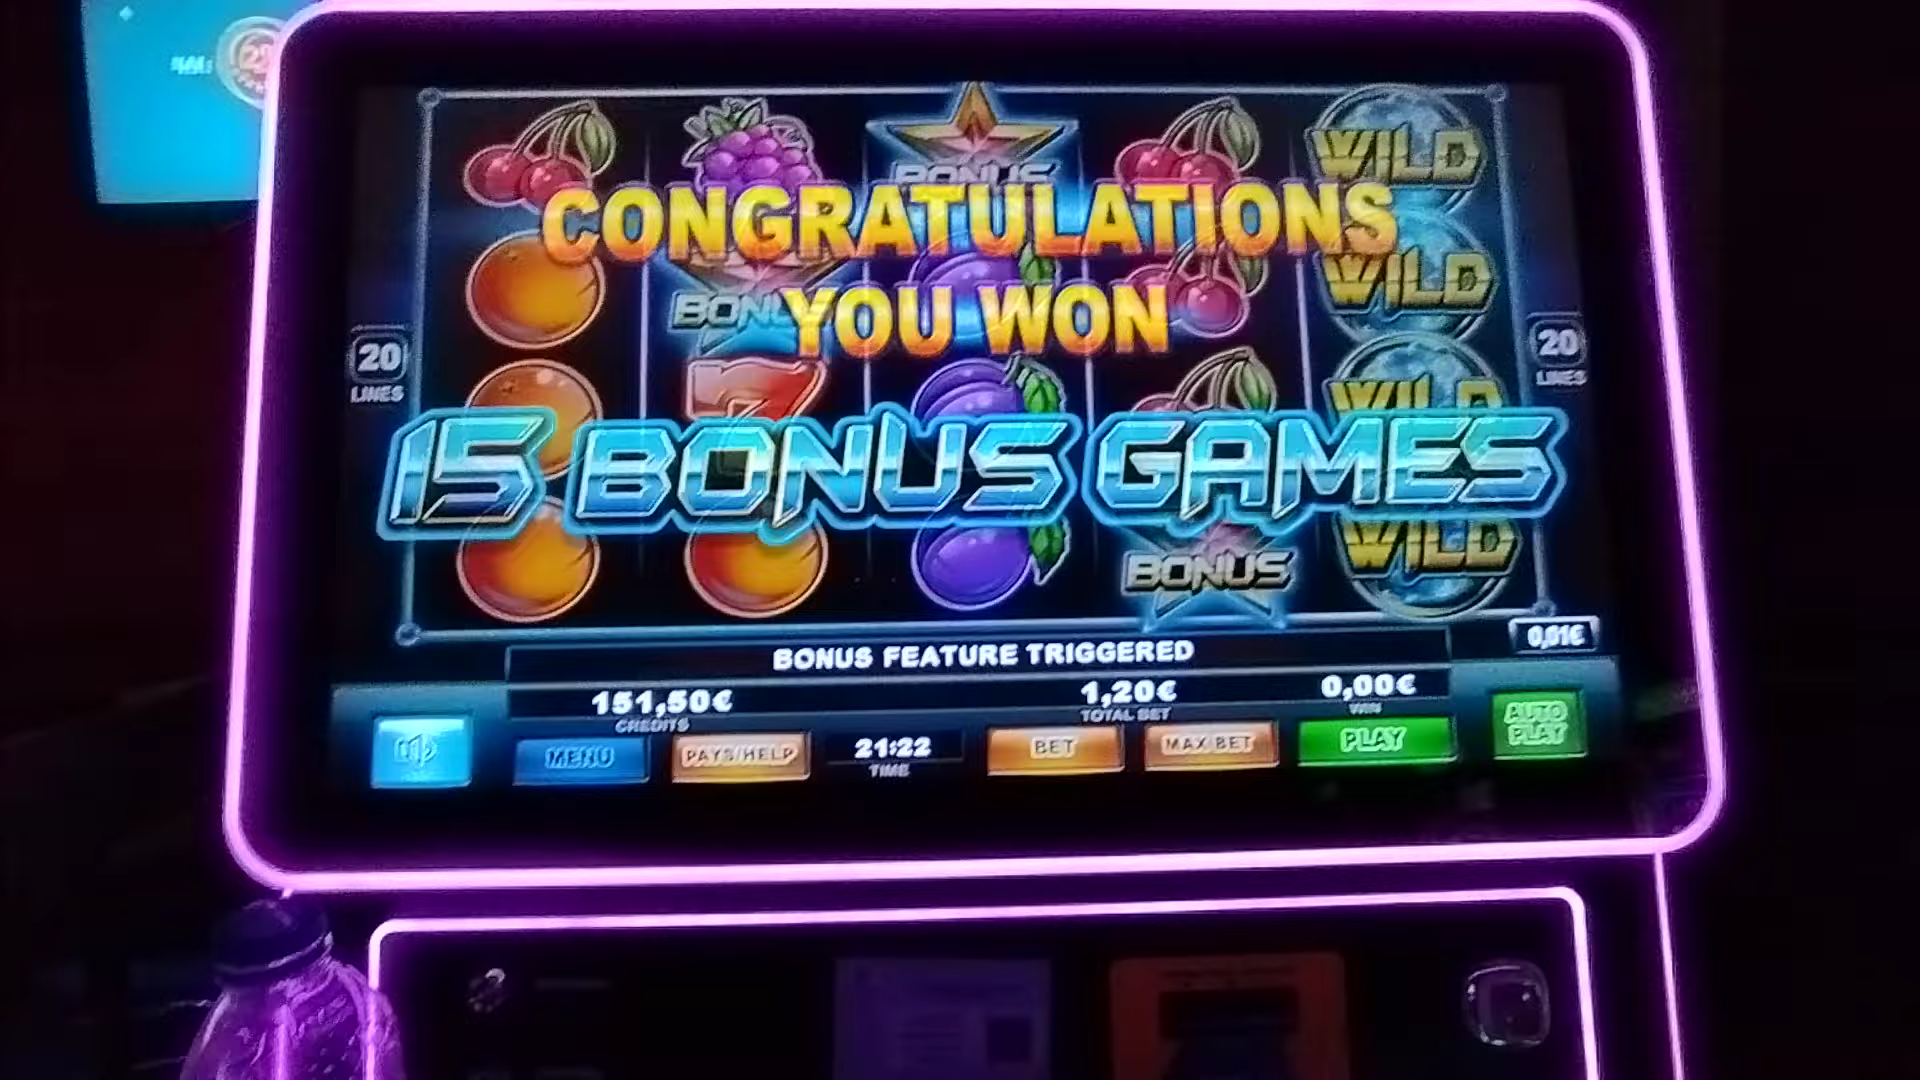 WILD
BONUS
CONGRATULATIONS
WILD
BONUS
YOU WON
20
LINES
20
LINES
WILD
15 BONUS GAMES
WILD
BONUS
BONUS FEATURE TRIGGERED
0,01€
151,50€
CREDITS
1,20€
TOTAL BET
0,00€
WIN
MENU
PAYS/HELP
21:22
TIME
BET
MAX BET
PLAY
AUTO
PLAY